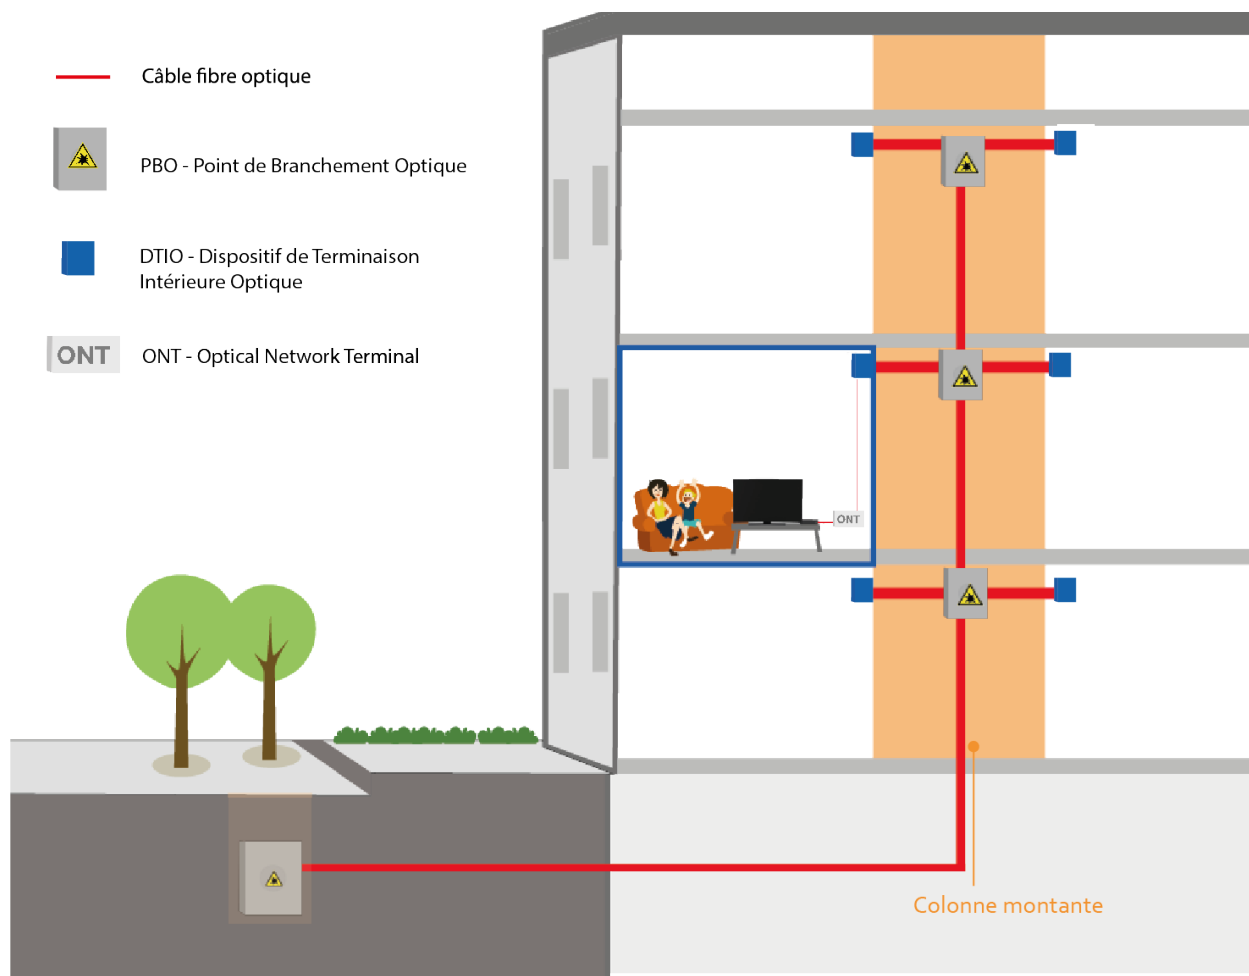 Câble fibre optique
PBO - Point de Branchement Optique
DTIO - Dispositif de Terminaison
Intérieure Optique
ONT
ONT - Optical Network Terminal
ONT
Colonne montante